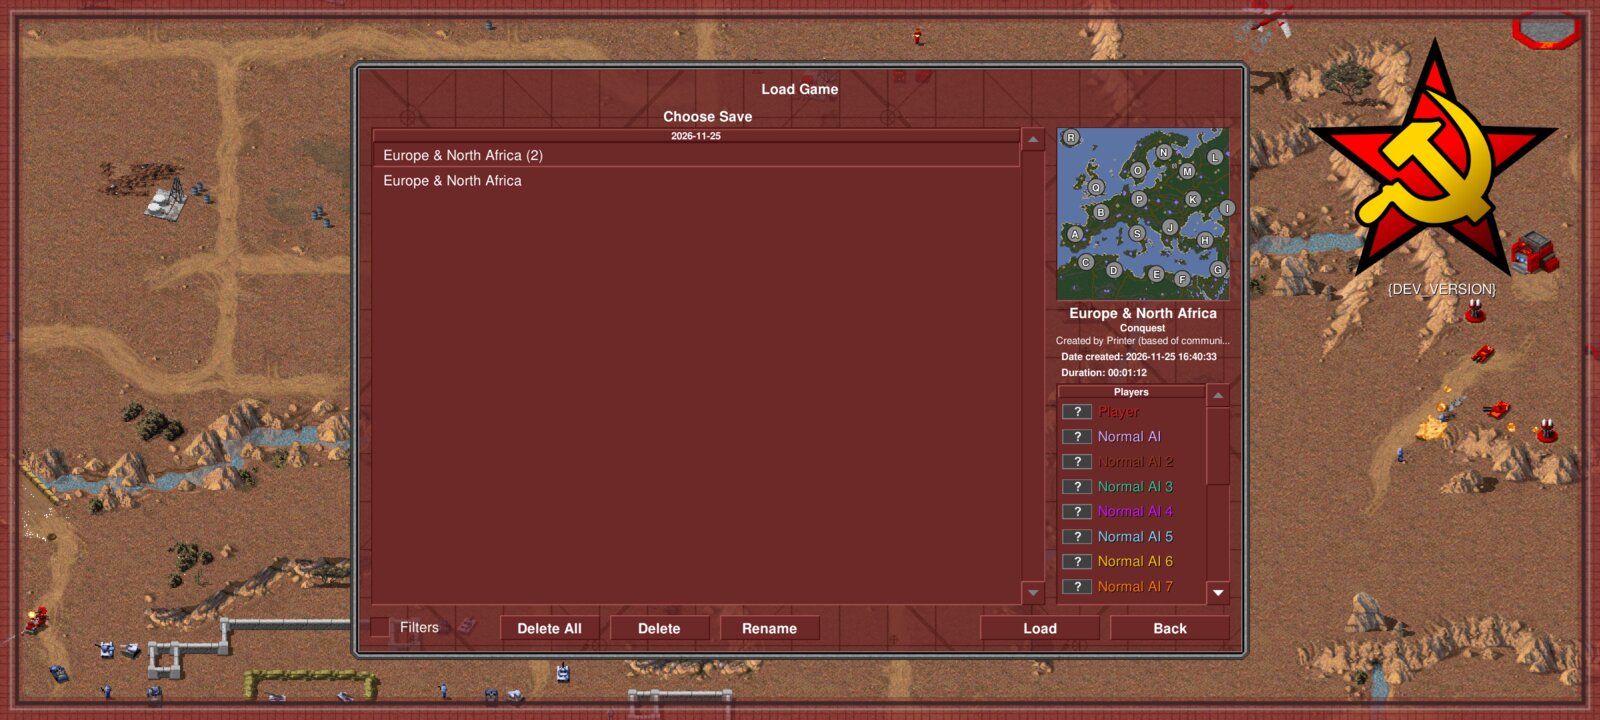 Load Game
Choose Save
2026-11-25
Europe & North Africa (2)
Europe & North Africa
R
N
L
O
M
Q
P
K
B
I
A
S
J
H
C
D
E
F
G
Europe & North Africa
Conquest
Created by Printer (based of communi...
Date created: 2026-11-25 16:40:33
Duration: 00:01:12
Players
? Player
? Normal AI
? Normal AI 2
? Normal AI 3
? Normal AI 4
? Normal AI 5
? Normal AI 6
? Normal AI 7
Filters
Delete All
Delete
Rename
Load
Back
{DEV_VERSION}